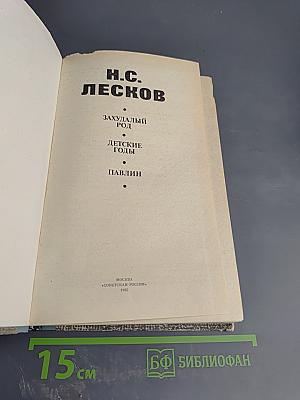 Н.С.
ЛЕСКОВ
ЗАХУДАЛЫЙ
РОД
ДЕТСКИЕ
ГОДЫ
ПАВЛИН
МОСКВА
«СОВЕТСКАЯ РОССИЯ»
15 см
БФ БИБЛИОФАН